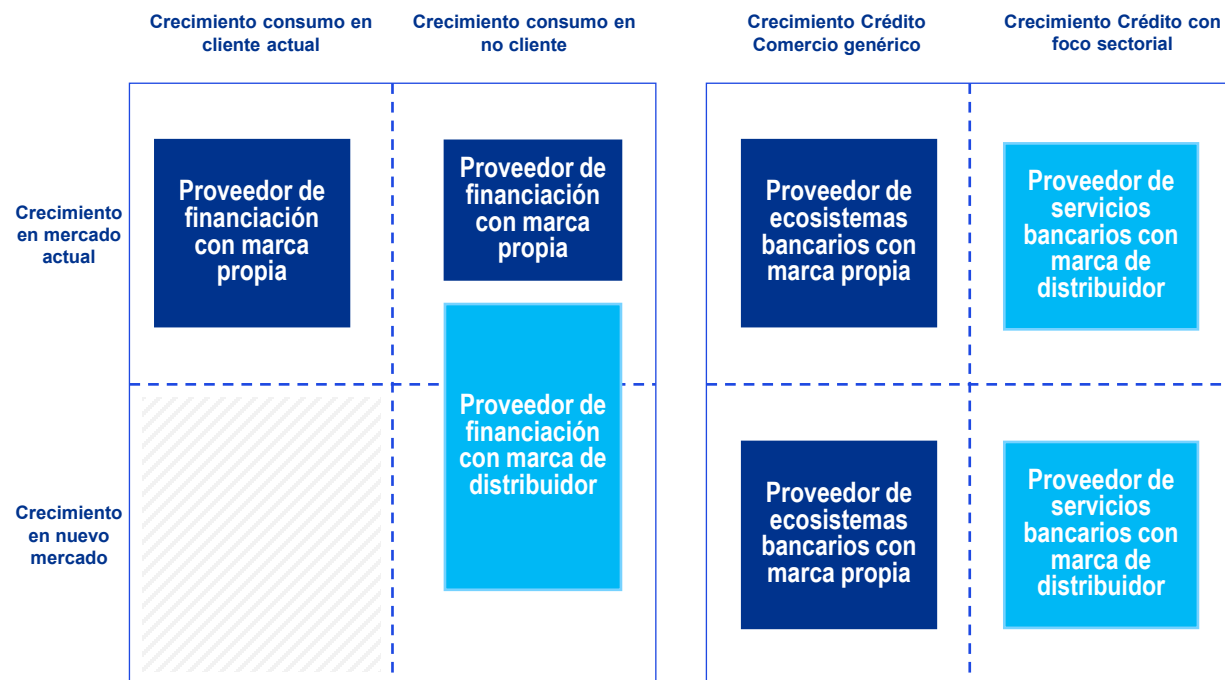 Crecimiento consumo en
cliente actual
Crecimiento consumo en
no cliente
Crecimiento Crédito
Comercio genérico
Crecimiento Crédito con
foco sectorial
Crecimiento
en mercado
actual
Proveedor de
financiación
con marca
propia
Proveedor de
financiación
con marca
propia
Proveedor de
ecosistemas
bancarios con
marca propia
Proveedor de
servicios
bancarios con
marca de
distribuidor
Crecimiento
en nuevo
mercado
Proveedor de
financiación
con marca de
distribuidor
Proveedor de
ecosistemas
bancarios con
marca propia
Proveedor de
servicios
bancarios con
marca de
distribuidor